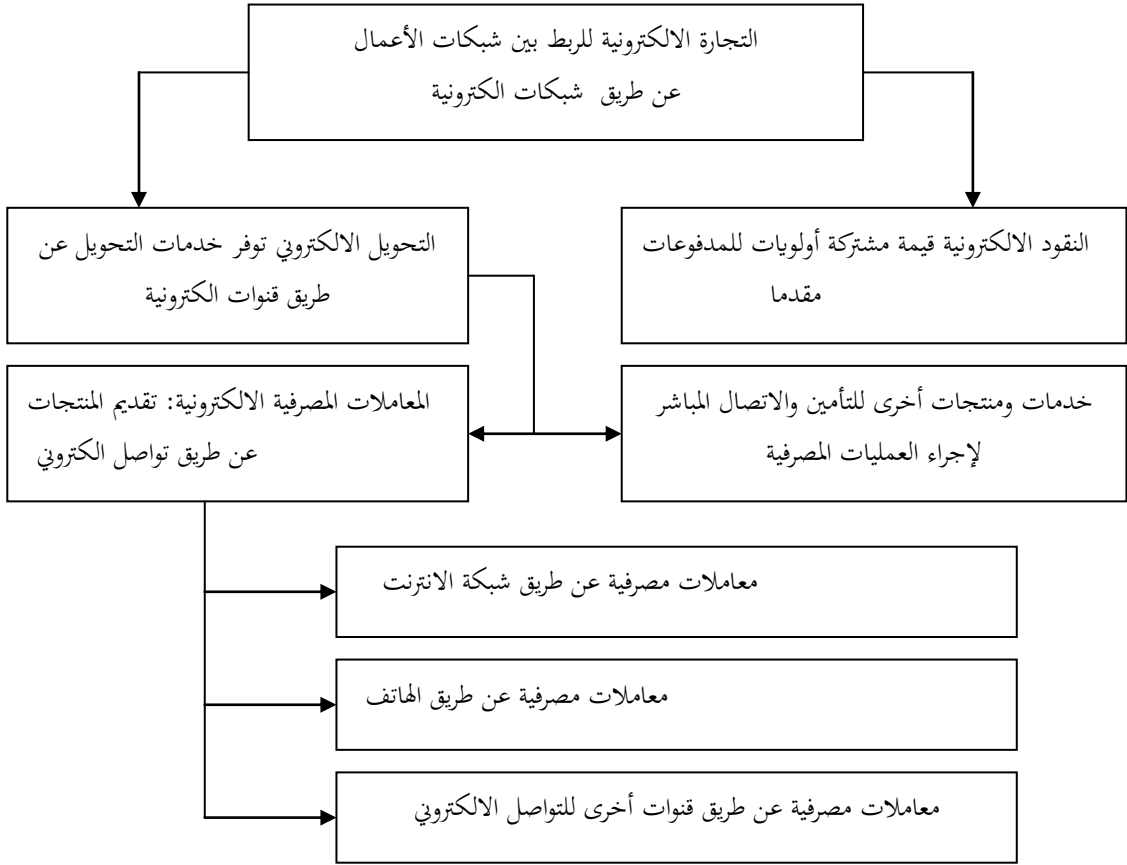 التجارة الالكترونية للربط بين شبكات الأعمال
عن طريق شبكات الكترونية
النقود الالكترونية قيمة مشتركة أولويات للمدفوعات
مقدما
التحويل الالكتروني توفر خدمات التحويل عن
طريق قنوات الكترونية
خدمات ومنتجات أخرى للتأمين والاتصال المباشر
لإجراء العمليات المصرفية
المعاملات المصرفية الالكترونية: تقديم المنتجات
عن طريق تواصل الكتروني
معاملات مصرفية عن طريق شبكة الانترنت
معاملات مصرفية عن طريق الهاتف
معاملات مصرفية عن طريق قنوات أخرى للتواصل الالكتروني